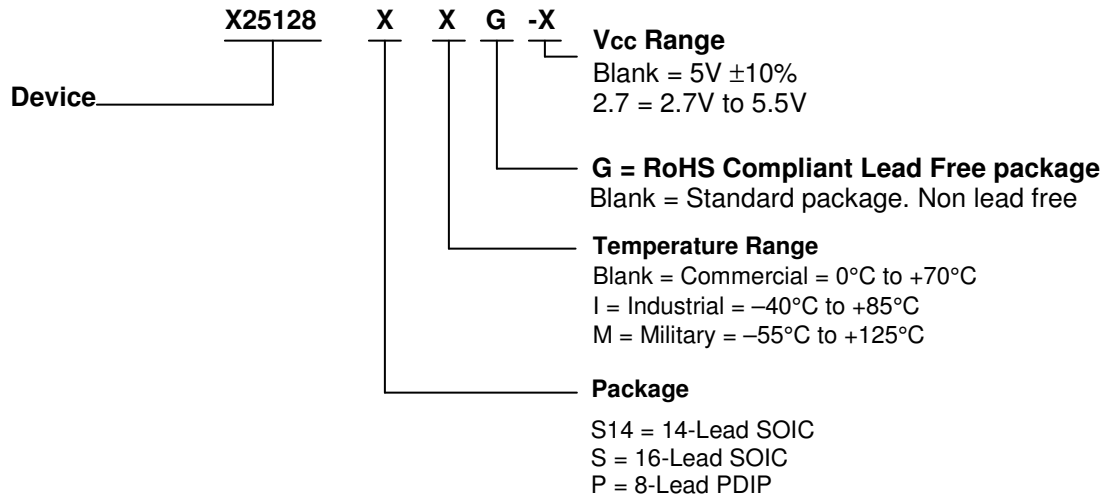 X25128 X X G -X
Vcc Range
Blank = 5V ±10%
2.7 = 2.7V to 5.5V
Device
G = RoHS Compliant Lead Free package
Blank = Standard package. Non lead free
Temperature Range
Blank = Commercial = 0°C to +70°C
I = Industrial = –40°C to +85°C
M = Military = –55°C to +125°C
Package
S14 = 14-Lead SOIC
S = 16-Lead SOIC
P = 8-Lead PDIP